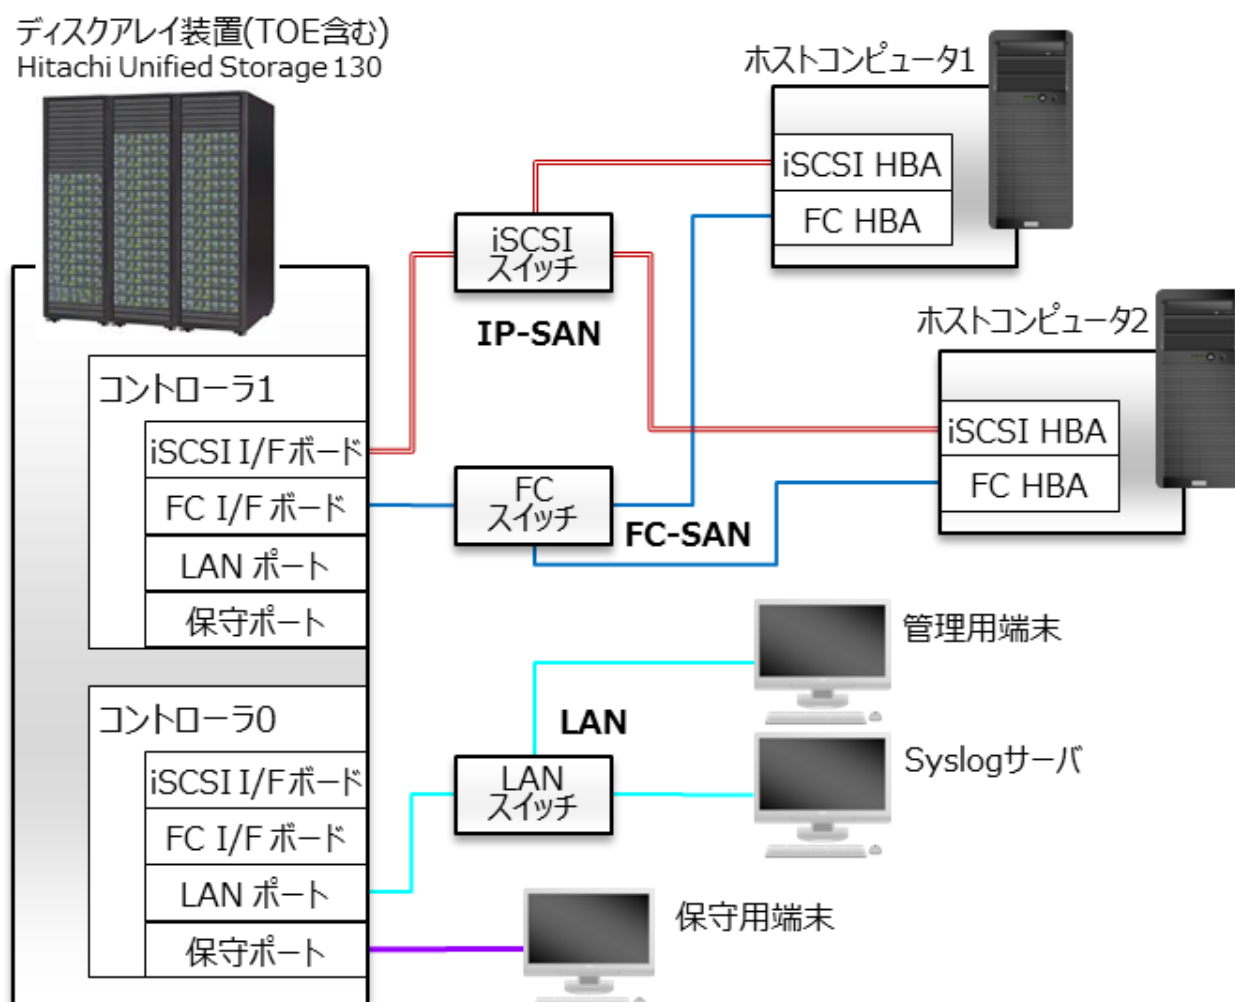 ディスクアレイ装置(TOE含む)
Hitachi Unified Storage 130
ホストコンピュータ1
iSCSI HBA
FC HBA
iSCSI
スイッチ
IP-SAN
ホストコンピュータ2
iSCSI HBA
FC HBA
コントローラ1
iSCSI I/Fボード
FC I/F ボード
LAN ポート
保守ポート
FC
スイッチ
FC-SAN
管理用端末
コントローラ0
iSCSI I/Fボード
FC I/F ボード
LAN ポート
保守ポート
LAN
LAN
スイッチ
Syslogサーバ
保守用端末